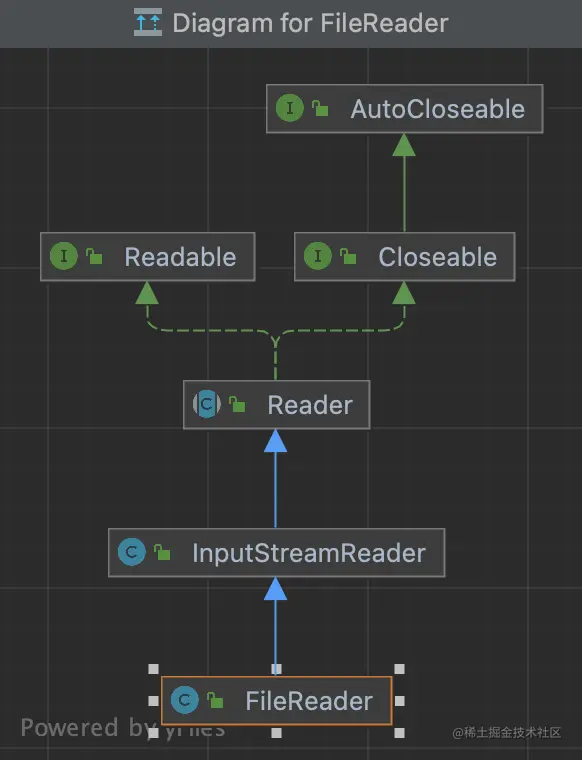 Diagram for FileReader
I AutoCloseable
I Readable
I Closeable
C Reader
C InputStreamReader
C FileReader
Powered by yFiles
@稀土掘金技术社区